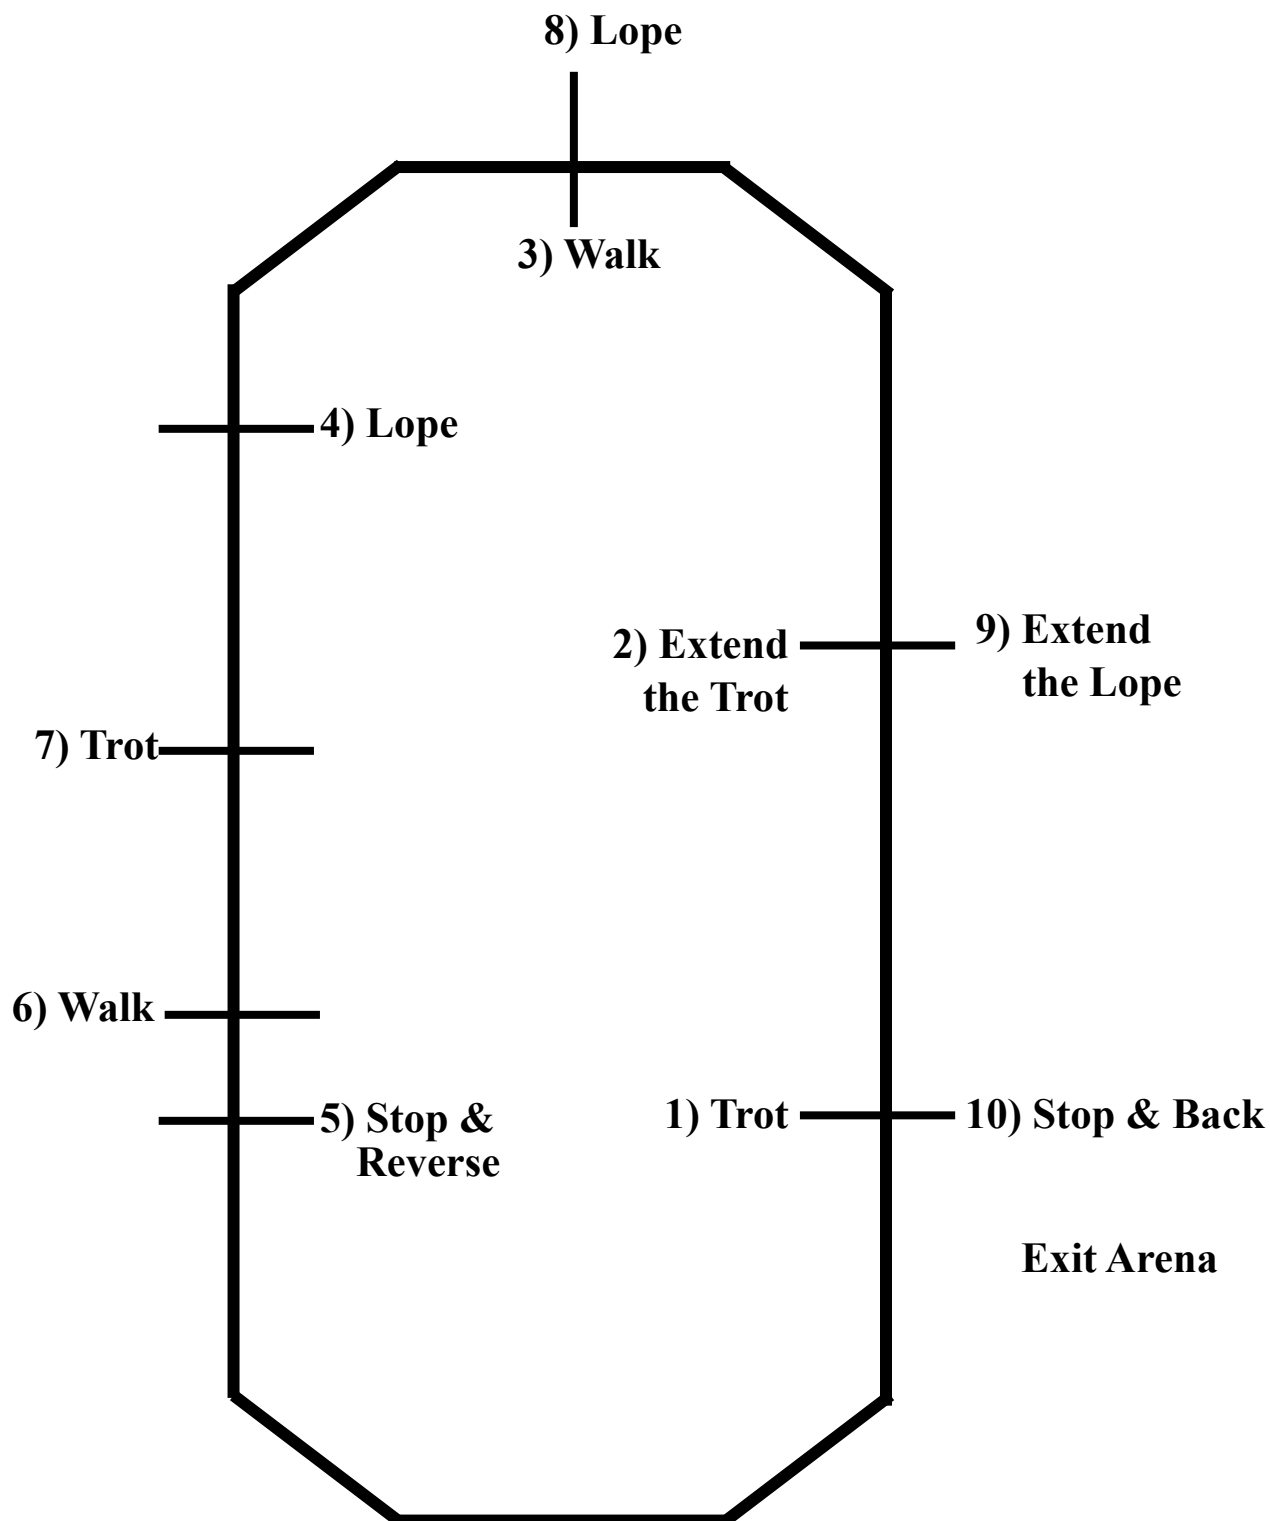 8) Lope
3) Walk
4) Lope
2) Extend
the Trot
9) Extend
the Lope
7) Trot
6) Walk
5) Stop &
Reverse
1) Trot
10) Stop & Back
Exit Arena